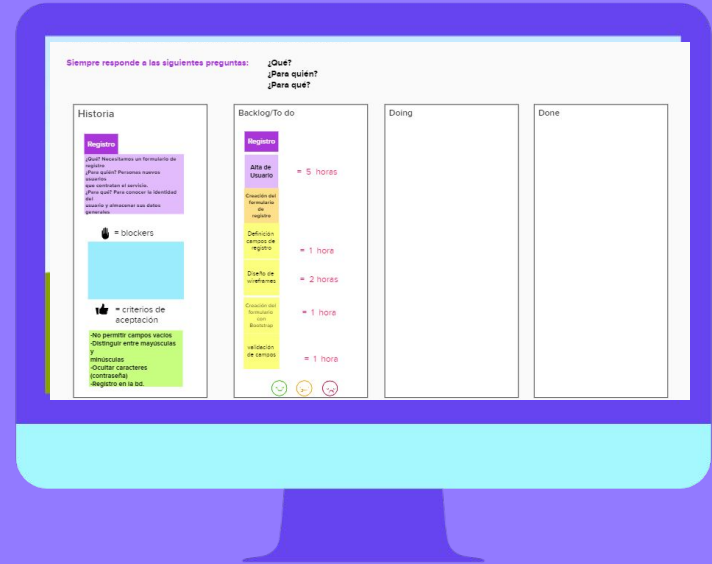 Siempre responde a las siguientes preguntas:
¿Qué?
¿Para quién?
¿Para qué?
Historia
Registro
¿Qué? Necesitamos un formulario de
registro
¿Para quién? Personas nuevas
usuarios
que contratan el servicio.
¿Para qué? Para conocer la identidad
del
usuario y almacenar sus datos
generales
= blockers
= criterios de
aceptación
-No permitir campos vacíos
-Distinguir entre mayúsculas
y
minúsculas
-Ocultar caracteres
(contraseña)
-Registro en la bd.
Backlog/To do
Registro
Alta de
Usuario
= 5 horas
Creación del
formulario
de
registro
Definición
campos de
registro
= 1 hora
Diseño de
wireframes
= 2 horas
Creación del
formulario
con
Bootstrap
= 1 hora
validación
de campos
= 1 hora
Doing
Done